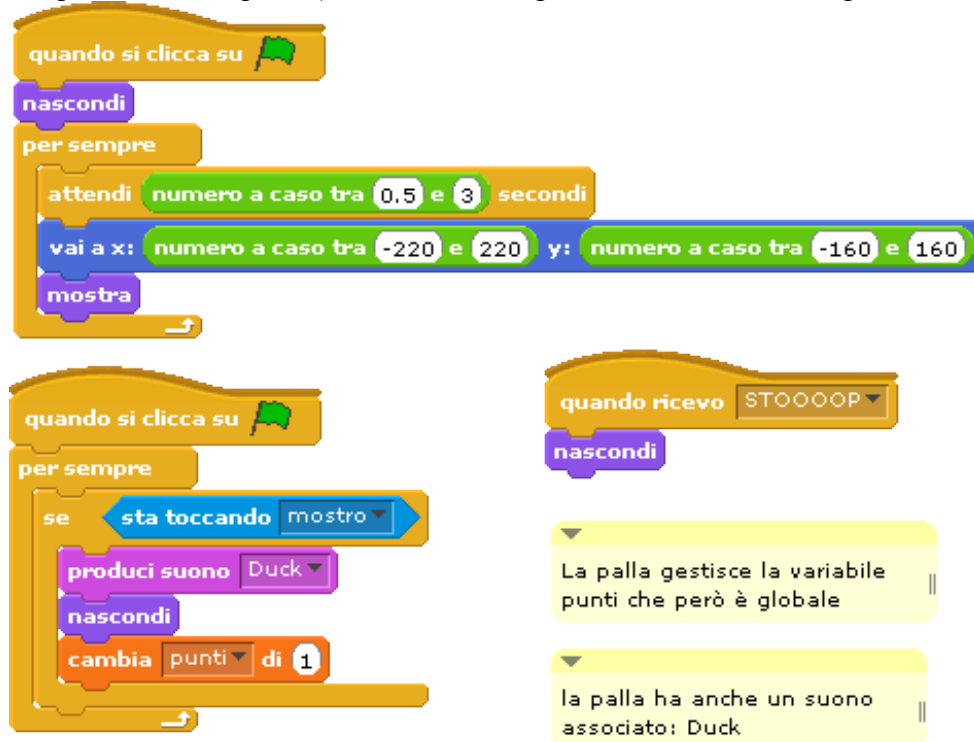 quando si clicca su
nascondi
per sempre
attendi numero a caso tra 0.5 e 3 secondi
vai a x: numero a caso tra -220 e 220 y: numero a caso tra -160 e 160
mostra
quando si clicca su
per sempre
se sta toccando mostro
produci suono Duck
nascondi
cambia punti di 1
quando ricevo STOOOOP
nascondi
La palla gestisce la variabile
punti che però è globale
la palla ha anche un suono
associato: Duck